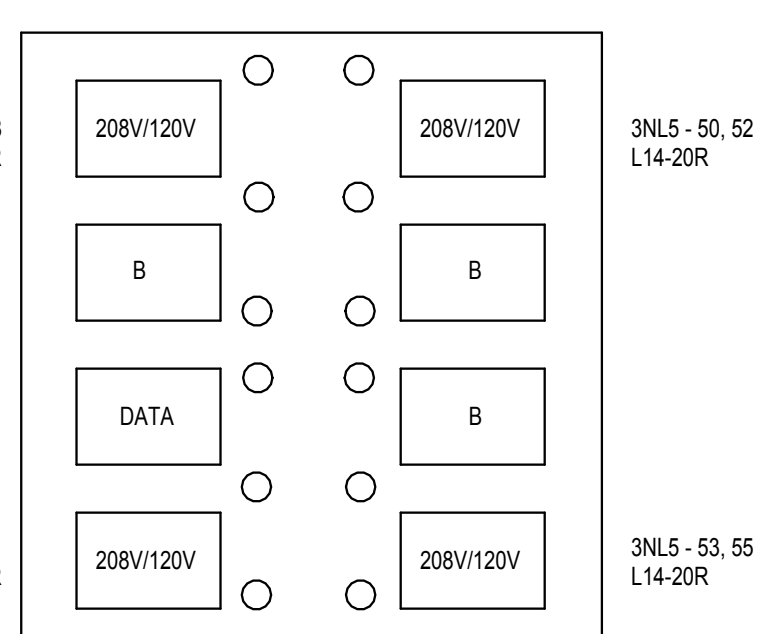 208V/120V
208V/120V
3NL5 - 50, 52
L14-20R
B
B
DATA
B
208V/120V
208V/120V
3NL5 - 53, 55
L14-20R